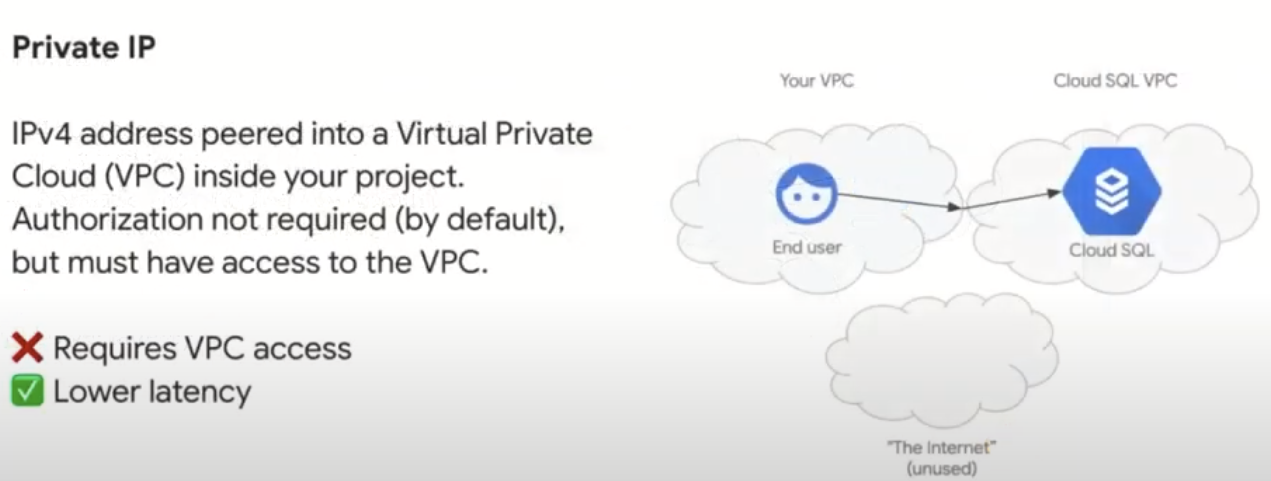 Private IP
IPv4 address peered into a Virtual Private
Cloud (VPC) inside your project.
Authorization not required (by default),
but must have access to the VPC.
❌ Requires VPC access
✅ Lower latency
Your VPC
Cloud SQL VPC
End user
Cloud SQL
"The Internet"
(unused)